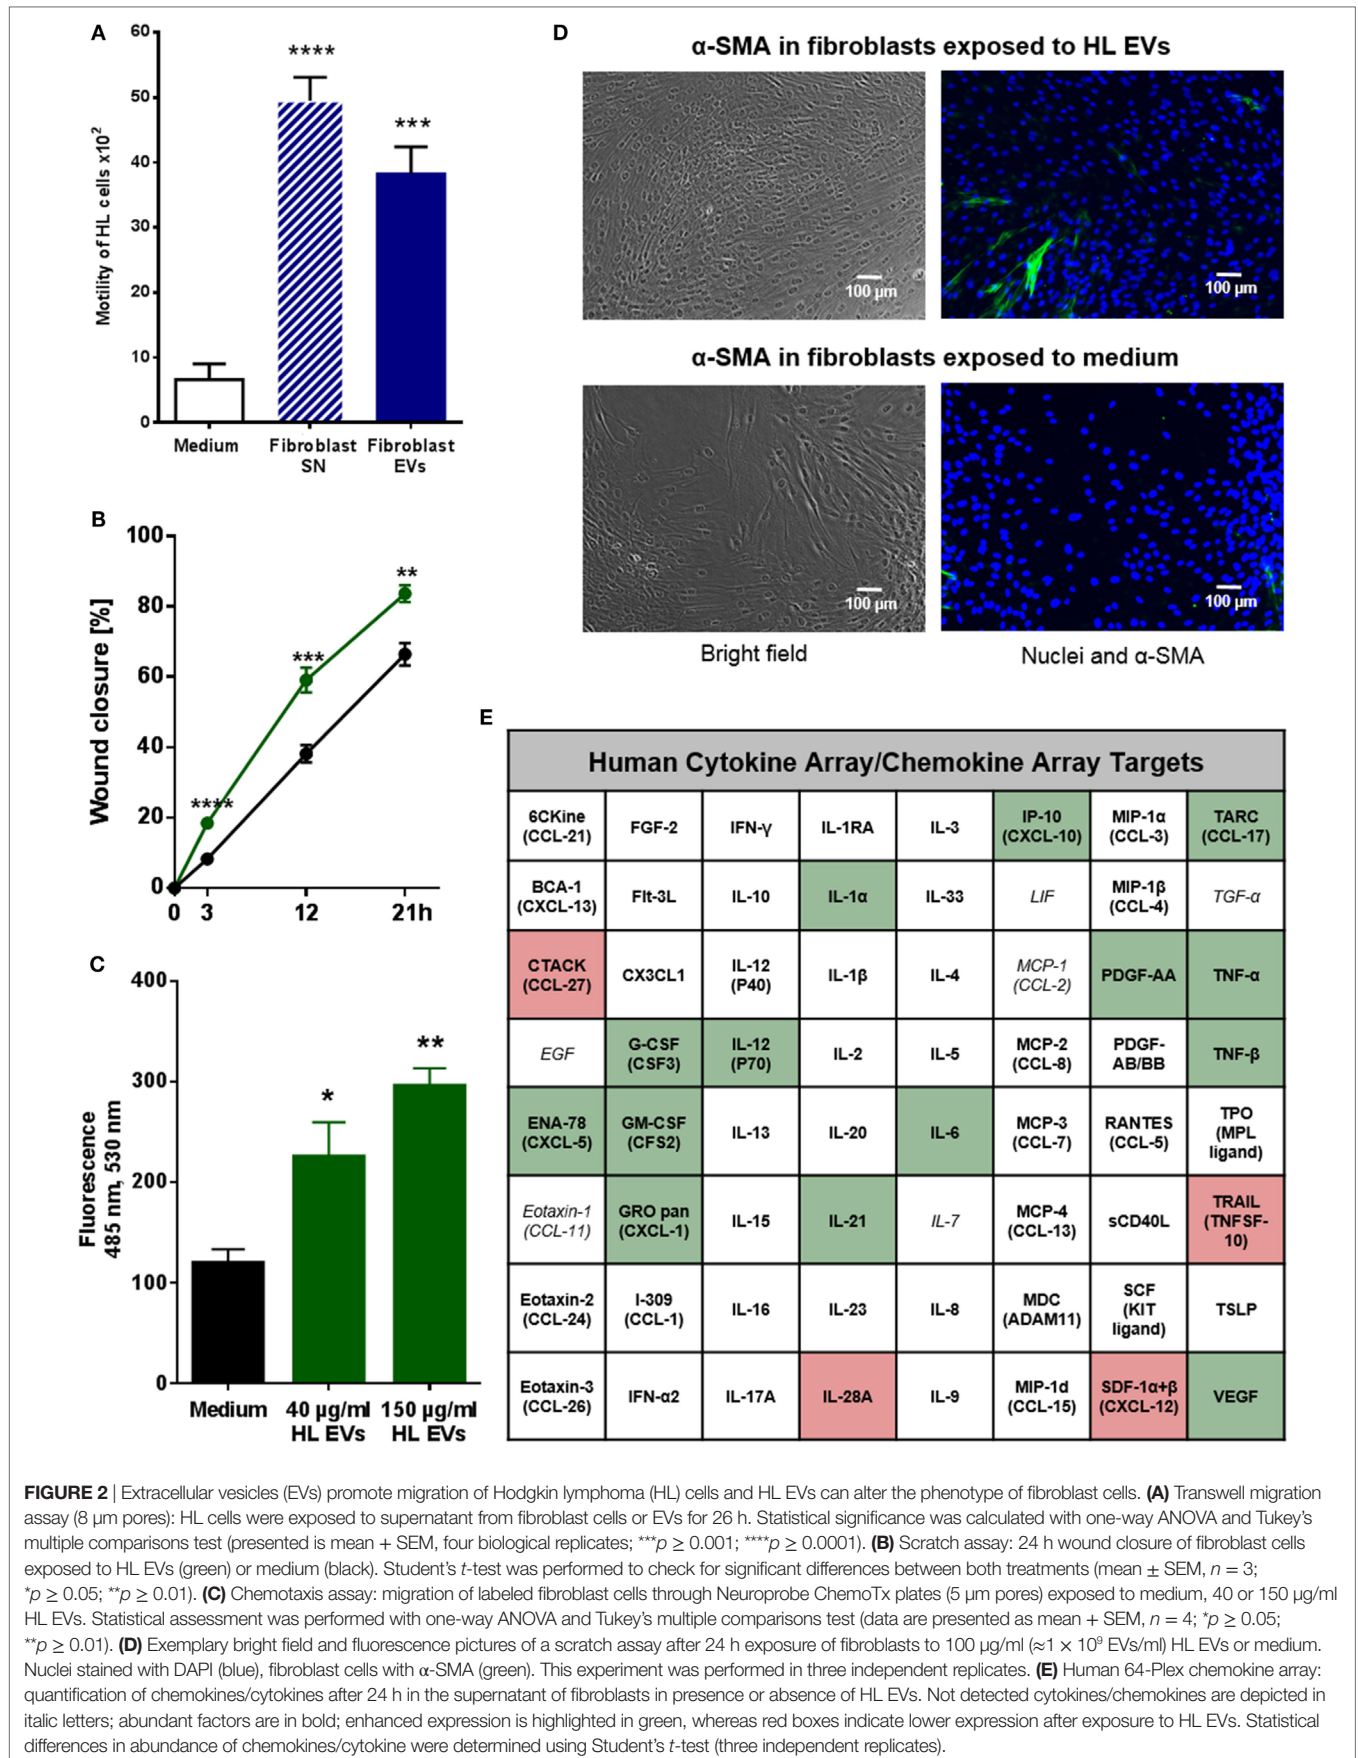 A
60
50
40
30
20
10
0
Motility of HL cells x10²
****
***
Medium
Fibroblast
SN
Fibroblast
EVs
B
100
80
60
40
20
0
Wound closure [%]
****
***
**
0 3 12 21h
C
400
300
200
100
0
Fluorescence
485 nm, 530 nm
*
**
Medium
40 µg/ml
HL EVs
150 µg/ml
HL EVs
D
α-SMA in fibroblasts exposed to HL EVs
100 µm
100 µm
α-SMA in fibroblasts exposed to medium
100 µm
100 µm
Bright field
Nuclei and α-SMA
E
Human Cytokine Array/Chemokine Array Targets
6CKine
(CCL-21)
FGF-2
IFN-γ
IL-1RA
IL-3
IP-10
(CXCL-10)
MIP-1α
(CCL-3)
TARC
(CCL-17)
BCA-1
(CXCL-13)
Flt-3L
IL-10
IL-1α
IL-33
LIF
MIP-1β
(CCL-4)
TGF-α
CTACK
(CCL-27)
CX3CL1
IL-12
(P40)
IL-1β
IL-4
MCP-1
(CCL-2)
PDGF-AA
TNF-α
EGF
G-CSF
(CSF3)
IL-12
(P70)
IL-2
IL-5
MCP-2
(CCL-8)
PDGF-
AB/BB
TNF-β
ENA-78
(CXCL-5)
GM-CSF
(CFS2)
IL-13
IL-20
IL-6
MCP-3
(CCL-7)
RANTES
(CCL-5)
TPO
(MPL
ligand)
Eotaxin-1
(CCL-11)
GRO pan
(CXCL-1)
IL-15
IL-21
IL-7
MCP-4
(CCL-13)
sCD40L
TRAIL
(TNFSF-
10)
Eotaxin-2
(CCL-24)
I-309
(CCL-1)
IL-16
IL-23
IL-8
MDC
(ADAM11)
SCF
(KIT
ligand)
TSLP
Eotaxin-3
(CCL-26)
IFN-α2
IL-17A
IL-28A
IL-9
MIP-1d
(CCL-15)
SDF-1α+β
(CXCL-12)
VEGF
FIGURE 2 | Extracellular vesicles (EVs) promote migration of Hodgkin lymphoma (HL) cells and HL EVs can alter the phenotype of fibroblast cells. (A) Transwell migration
assay (8 µm pores): HL cells were exposed to supernatant from fibroblast cells or EVs for 26 h. Statistical significance was calculated with one-way ANOVA and Tukey's
multiple comparisons test (presented is mean + SEM, four biological replicates; ***p ≥ 0.001; ****p ≥ 0.0001). (B) Scratch assay: 24 h wound closure of fibroblast cells
exposed to HL EVs (green) or medium (black). Student's t-test was performed to check for significant differences between both treatments (mean ± SEM, n = 3;
*p ≥ 0.05; **p ≥ 0.01). (C) Chemotaxis assay: migration of labeled fibroblast cells through Neuroprobe ChemoTx plates (5 µm pores) exposed to medium, 40 or 150 µg/ml
HL EVs. Statistical assessment was performed with one-way ANOVA and Tukey's multiple comparisons test (data are presented as mean + SEM, n = 4; *p ≥ 0.05;
**p ≥ 0.01). (D) Exemplary bright field and fluorescence pictures of a scratch assay after 24 h exposure of fibroblasts to 100 µg/ml (≈1 × 10⁹ EVs/ml) HL EVs or medium.
Nuclei stained with DAPI (blue), fibroblast cells with α-SMA (green). This experiment was performed in three independent replicates. (E) Human 64-Plex chemokine array:
quantification of chemokines/cytokines after 24 h in the supernatant of fibroblasts in presence or absence of HL EVs. Not detected cytokines/chemokines are depicted in
italic letters; abundant factors are in bold; enhanced expression is highlighted in green, whereas red boxes indicate lower expression after exposure to HL EVs. Statistical
differences in abundance of chemokines/cytokine were determined using Student's t-test (three independent replicates).